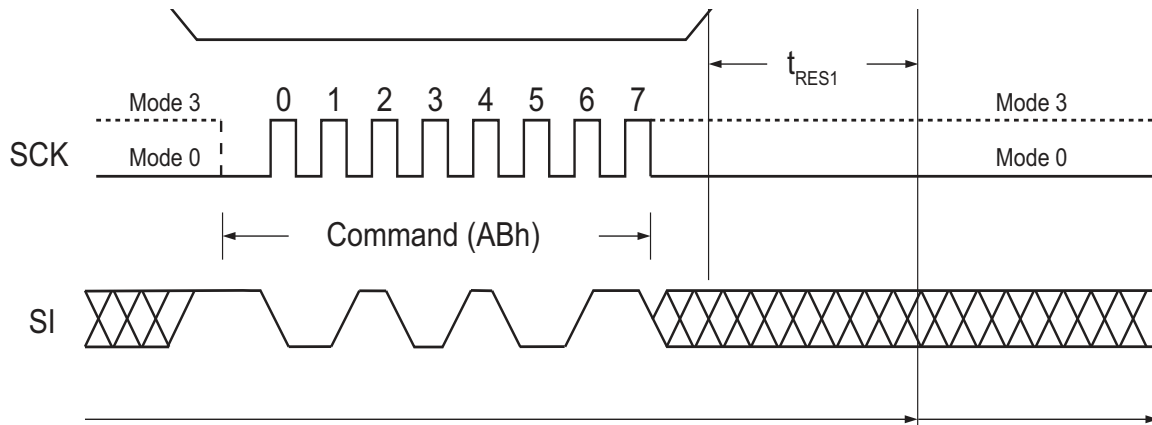 t_RES1
0 1 2 3 4 5 6 7
Mode 3 Mode 3
SCK Mode 0 Mode 0
Command (ABh)
SI